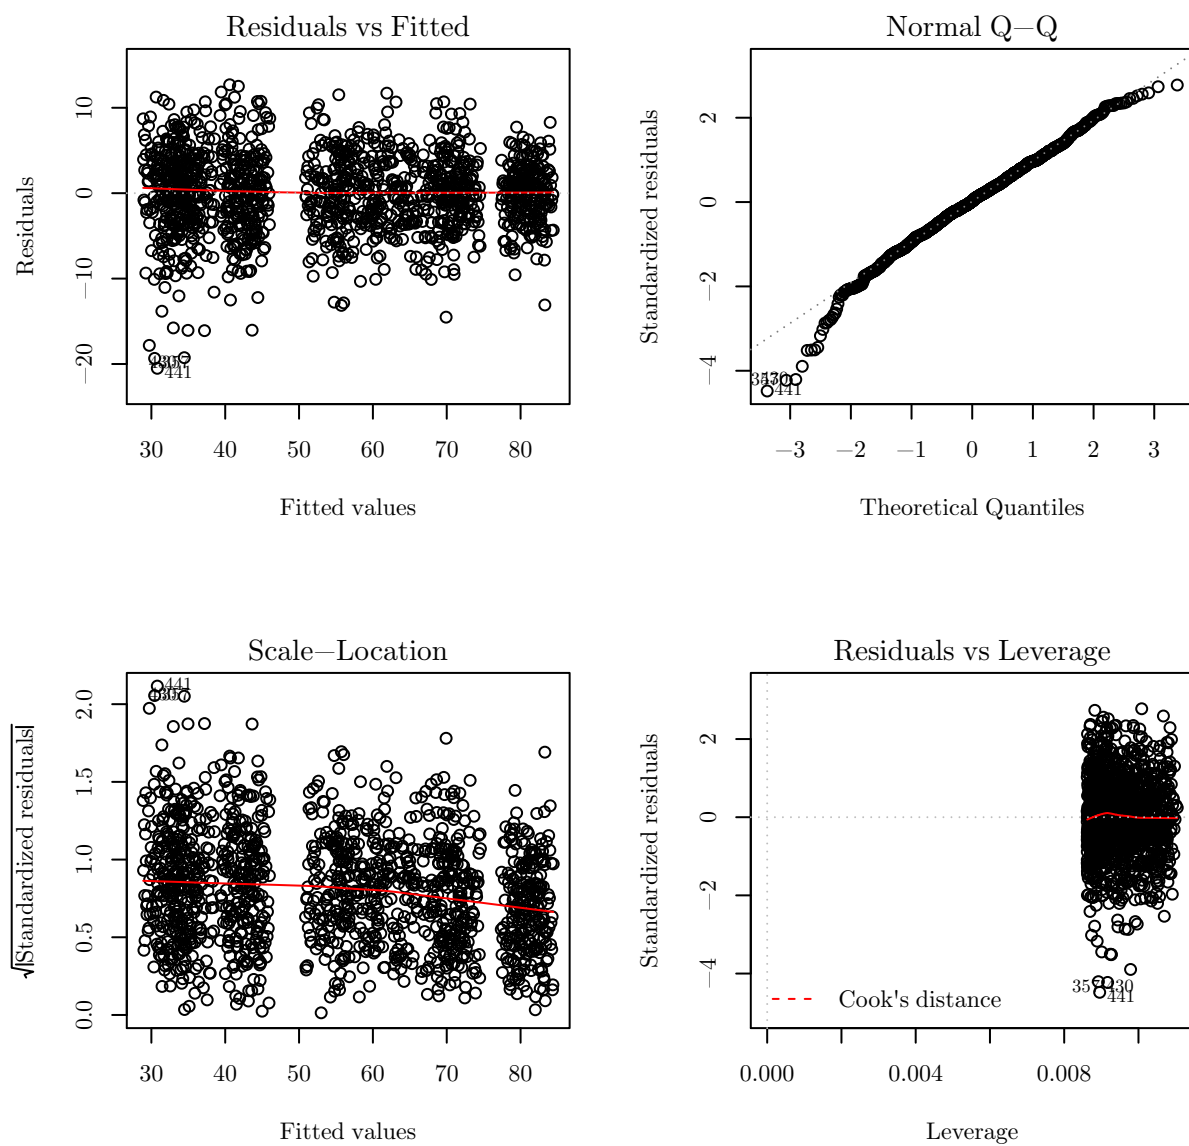 Residuals vs Fitted
Residuals
10
0
−10
−20
357
441
30 40 50 60 70 80
Fitted values
Normal Q−Q
Standardized residuals
2
0
−2
−4
441
−3 −2 −1 0 1 2 3
Theoretical Quantiles
Scale−Location
√|Standardized residuals|
2.0
1.5
1.0
0.5
0.0
441
30 40 50 60 70 80
Fitted values
Residuals vs Leverage
Standardized residuals
2
0
−2
−4
357 430
441
Cook's distance
0.000 0.004 0.008
Leverage